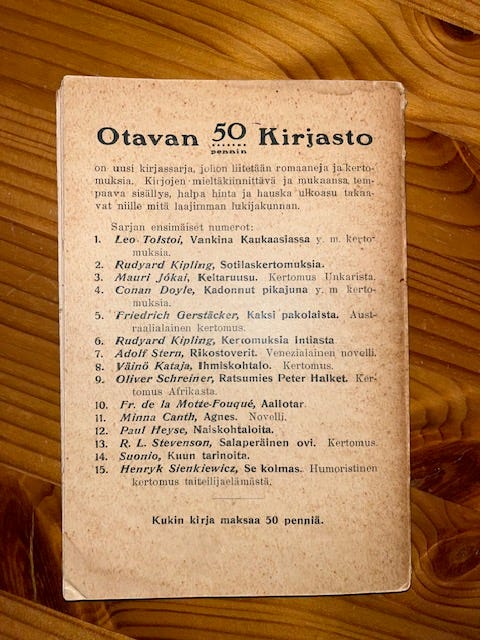 Otavan 50 Kirjasto
pennin
on uusi kirjassarja, johon liitetään romaaneja ja kerto-
muksia. Kirjojen mieltäkiinnittävä ja mukaansa tem-
paava sisällys, halpa hinta ja hauska ulkoasu takaa-
vat niille mitä laajimman lukijakunnan.
Sarjan ensimäiset numerot:
1. Leo Tolstoi, Vankina Kaukaasiassa y. m. kerto-
muksia.
2. Rudyard Kipling, Sotilaskertomuksia.
3. Mauri Jókai, Keltaruusu. Kertomus Unkarista.
4. Conan Doyle, Kadonnut pikajuna y. m kerto-
muksia.
5. Friedrich Gerstäcker, Kaksi pakolaista. Aust-
raalialainen kertomus.
6. Rudyard Kipling, Kertomuksia Intiasta
7. Adolf Stern, Rikostoverit. Venezialainen novelli.
8. Väinö Kataja, Ihmiskohtalo. Kertomus.
9. Oliver Schreiner, Ratsumies Peter Halket. Ker-
tomus Afrikasta.
10. Fr. de la Motte-Fouqué, Aallotar
11. Minna Canth, Agnes. Novelli.
12. Paul Heyse, Naiskohtaloita.
13. R. L. Stevenson, Salaperäinen ovi. Kertomus.
14. Suonio, Kuun tarinoita.
15. Henryk Sienkiewicz, Se kolmas. Humoristinen
kertomus taiteilijaelämästä.
Kukin kirja maksaa 50 penniä.